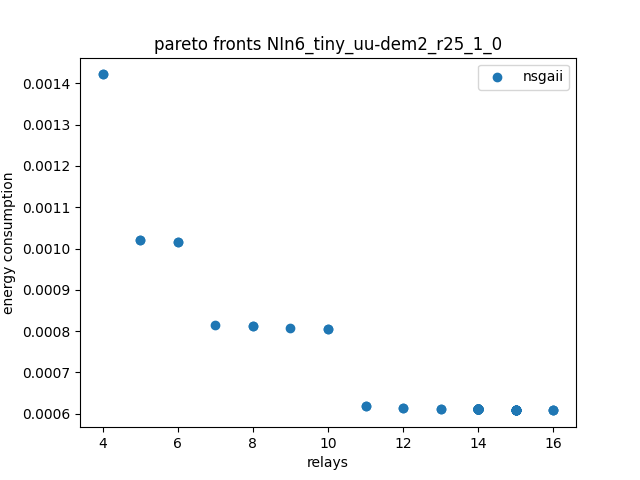 pareto fronts NIn6_tiny_uu-dem2_r25_1_0
nsgaii
energy consumption
0.0014
0.0013
0.0012
0.0011
0.0010
0.0009
0.0008
0.0007
0.0006
4 6 8 10 12 14 16
relays